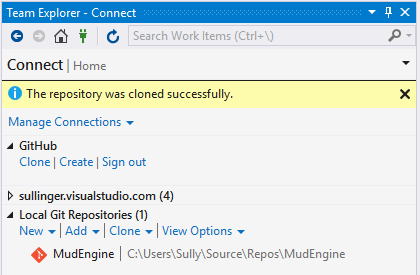 Team Explorer - Connect
Search Work Items (Ctrl+\)
Connect | Home
The repository was cloned successfully.
Manage Connections
GitHub
Clone | Create | Sign out
sullinger.visualstudio.com (4)
Local Git Repositories (1)
New | Add | Clone | View Options
MudEngine | C:\Users\Sully\Source\Repos\MudEngine